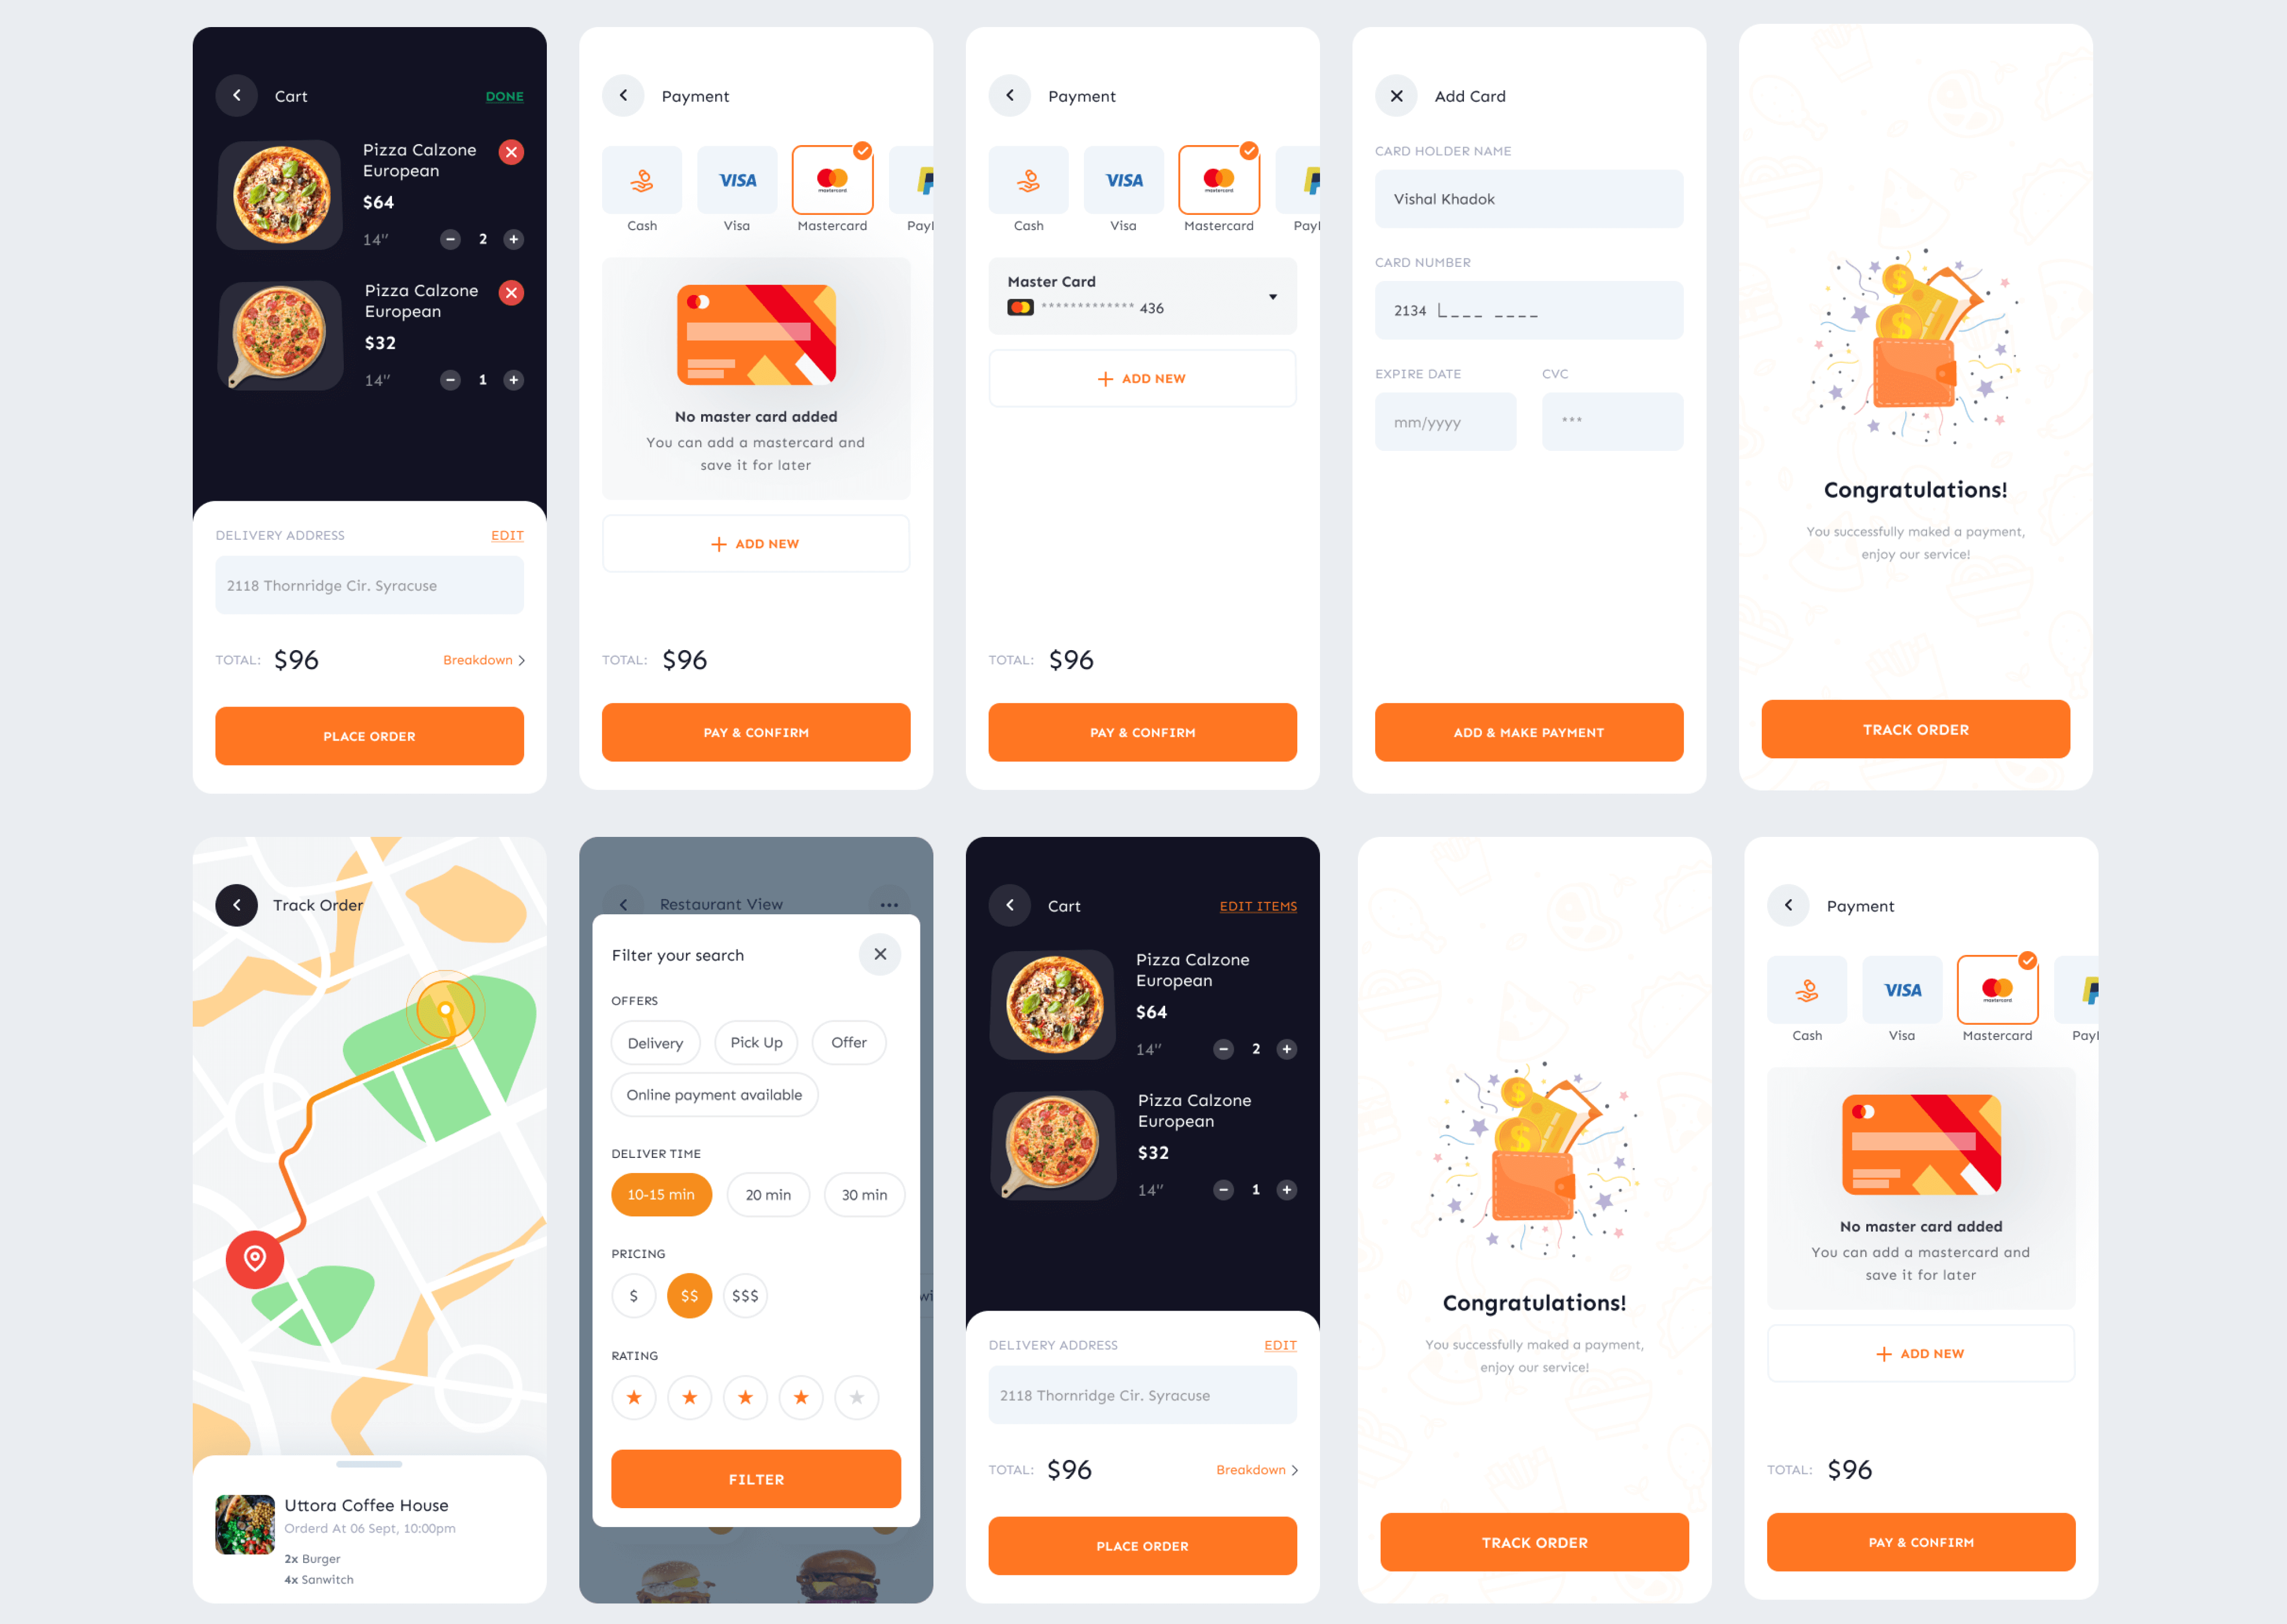 Cart
DONE
Pizza Calzone
European
$64
14"
2
Pizza Calzone
European
$32
14"
1
DELIVERY ADDRESS
EDIT
2118 Thornridge Cir. Syracuse
TOTAL: $96
Breakdown
PLACE ORDER
Payment
VISA
mastercard
Cash
Visa
Mastercard
No master card added
You can add a mastercard and
save it for later
ADD NEW
TOTAL: $96
PAY & CONFIRM
Payment
VISA
mastercard
Cash
Visa
Mastercard
Master Card
************* 436
ADD NEW
TOTAL: $96
PAY & CONFIRM
Add Card
CARD HOLDER NAME
Vishal Khadok
CARD NUMBER
2134 ____ ____
EXPIRE DATE
CVC
mm/yyyy
***
ADD & MAKE PAYMENT
Congratulations!
You successfully maked a payment,
enjoy our service!
TRACK ORDER
Track Order
Uttora Coffee House
Orderd At 06 Sept, 10:00pm
2x Burger
4x Sanwitch
Restaurant View
Filter your search
OFFERS
Delivery
Pick Up
Offer
Online payment available
DELIVER TIME
10-15 min
20 min
30 min
PRICING
$
$$
$$$
RATING
FILTER
Cart
EDIT ITEMS
Pizza Calzone
European
$64
14"
2
Pizza Calzone
European
$32
14"
1
DELIVERY ADDRESS
EDIT
2118 Thornridge Cir. Syracuse
TOTAL: $96
Breakdown
PLACE ORDER
Congratulations!
You successfully maked a payment,
enjoy our service!
TRACK ORDER
Payment
VISA
mastercard
Cash
Visa
Mastercard
No master card added
You can add a mastercard and
save it for later
ADD NEW
TOTAL: $96
PAY & CONFIRM